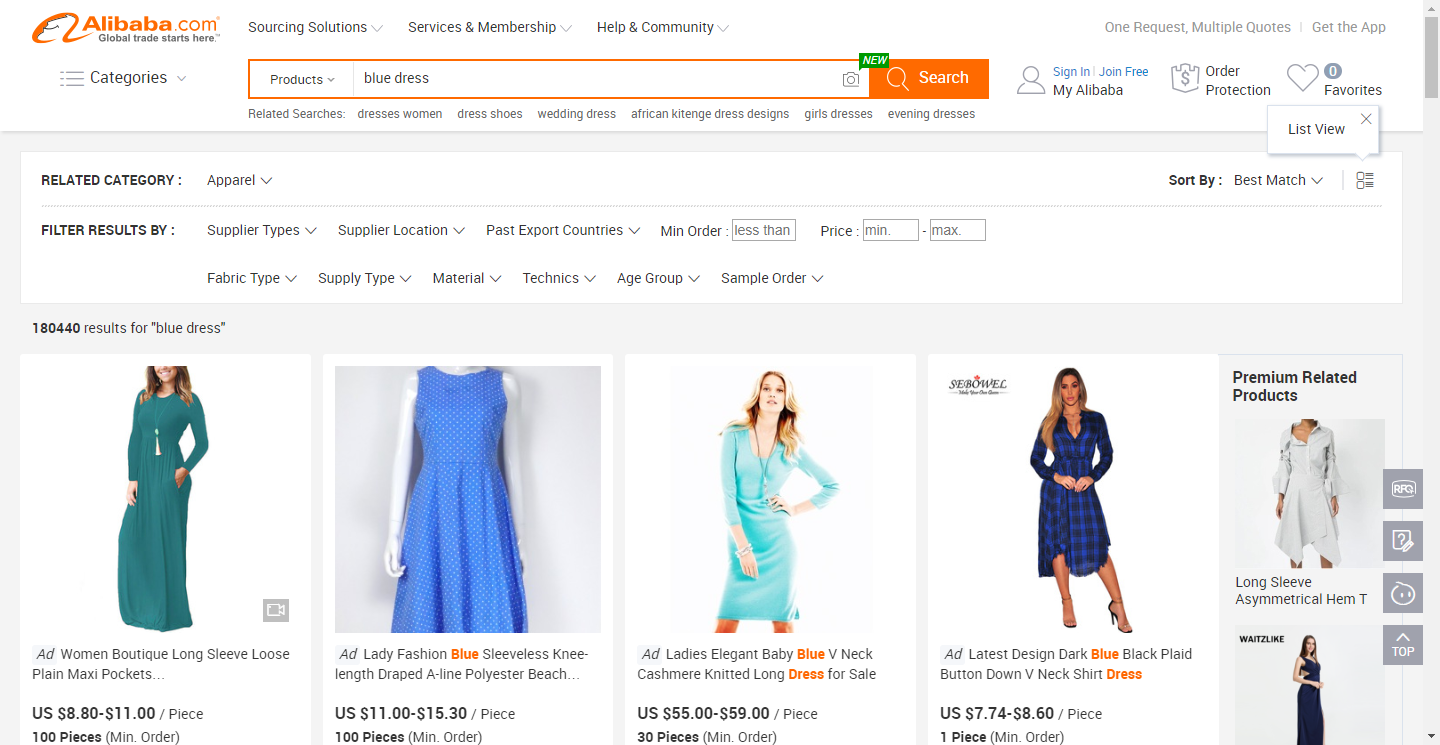 Alibaba.com
Global trade starts here.™
Sourcing Solutions
Services & Membership
Help & Community
One Request, Multiple Quotes
Get the App
Categories
Products
blue dress
NEW
Search
Sign In
Join Free
My Alibaba
Order
Protection
0
Favorites
Related Searches: dresses women dress shoes wedding dress african kitenge dress designs girls dresses evening dresses
List View
RELATED CATEGORY :
Apparel
Sort By :
Best Match
FILTER RESULTS BY :
Supplier Types
Supplier Location
Past Export Countries
Min Order : less than
Price : min. - max.
Fabric Type
Supply Type
Material
Technics
Age Group
Sample Order
180440 results for "blue dress"
Ad Women Boutique Long Sleeve Loose
Plain Maxi Pockets...
US $8.80-$11.00 / Piece
100 Pieces (Min. Order)
Ad Lady Fashion Blue Sleeveless Knee-
length Draped A-line Polyester Beach...
US $11.00-$15.30 / Piece
100 Pieces (Min. Order)
Ad Ladies Elegant Baby Blue V Neck
Cashmere Knitted Long Dress for Sale
US $55.00-$59.00 / Piece
30 Pieces (Min. Order)
SEBOWEL
Make Your Own Queen
Ad Latest Design Dark Blue Black Plaid
Button Down V Neck Shirt Dress
US $7.74-$8.60 / Piece
1 Piece (Min. Order)
Premium Related
Products
RFQ
Long Sleeve
Asymmetrical Hem T
WAITZLIKE
TOP